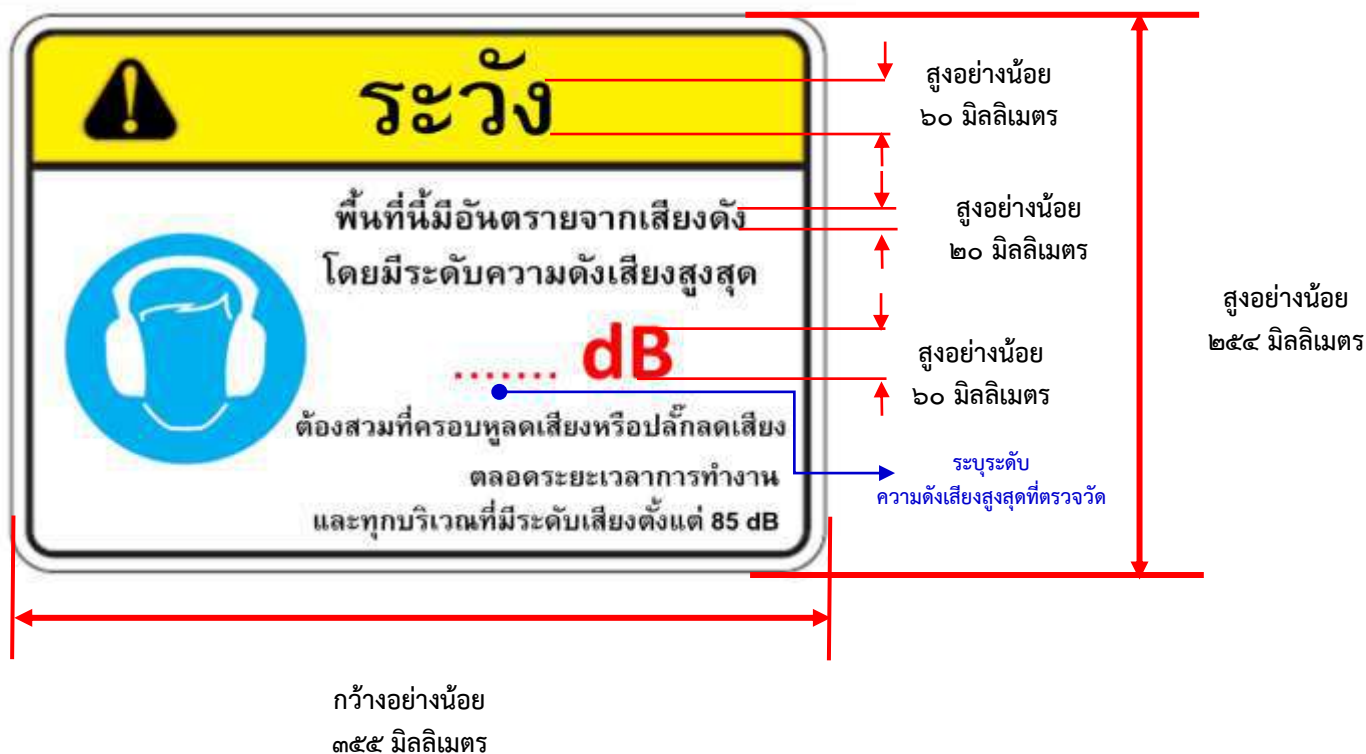 ระวัง
สูงอย่างน้อย
๖๐ มิลลิเมตร
พื้นที่นี้มีอันตรายจากเสียงดัง
สูงอย่างน้อย
๒๐ มิลลิเมตร
โดยมีระดับความดังเสียงสูงสุด
สูงอย่างน้อย
๒๕๔ มิลลิเมตร
....... dB
สูงอย่างน้อย
๖๐ มิลลิเมตร
ต้องสวมที่ครอบหูลดเสียงหรือปลั๊กลดเสียง
ตลอดระยะเวลาการทำงาน
และทุกบริเวณที่มีระดับเสียงตั้งแต่ 85 dB
ระบุระดับ
ความดังเสียงสูงสุดที่ตรวจวัด
กว้างอย่างน้อย
๓๕๕ มิลลิเมตร